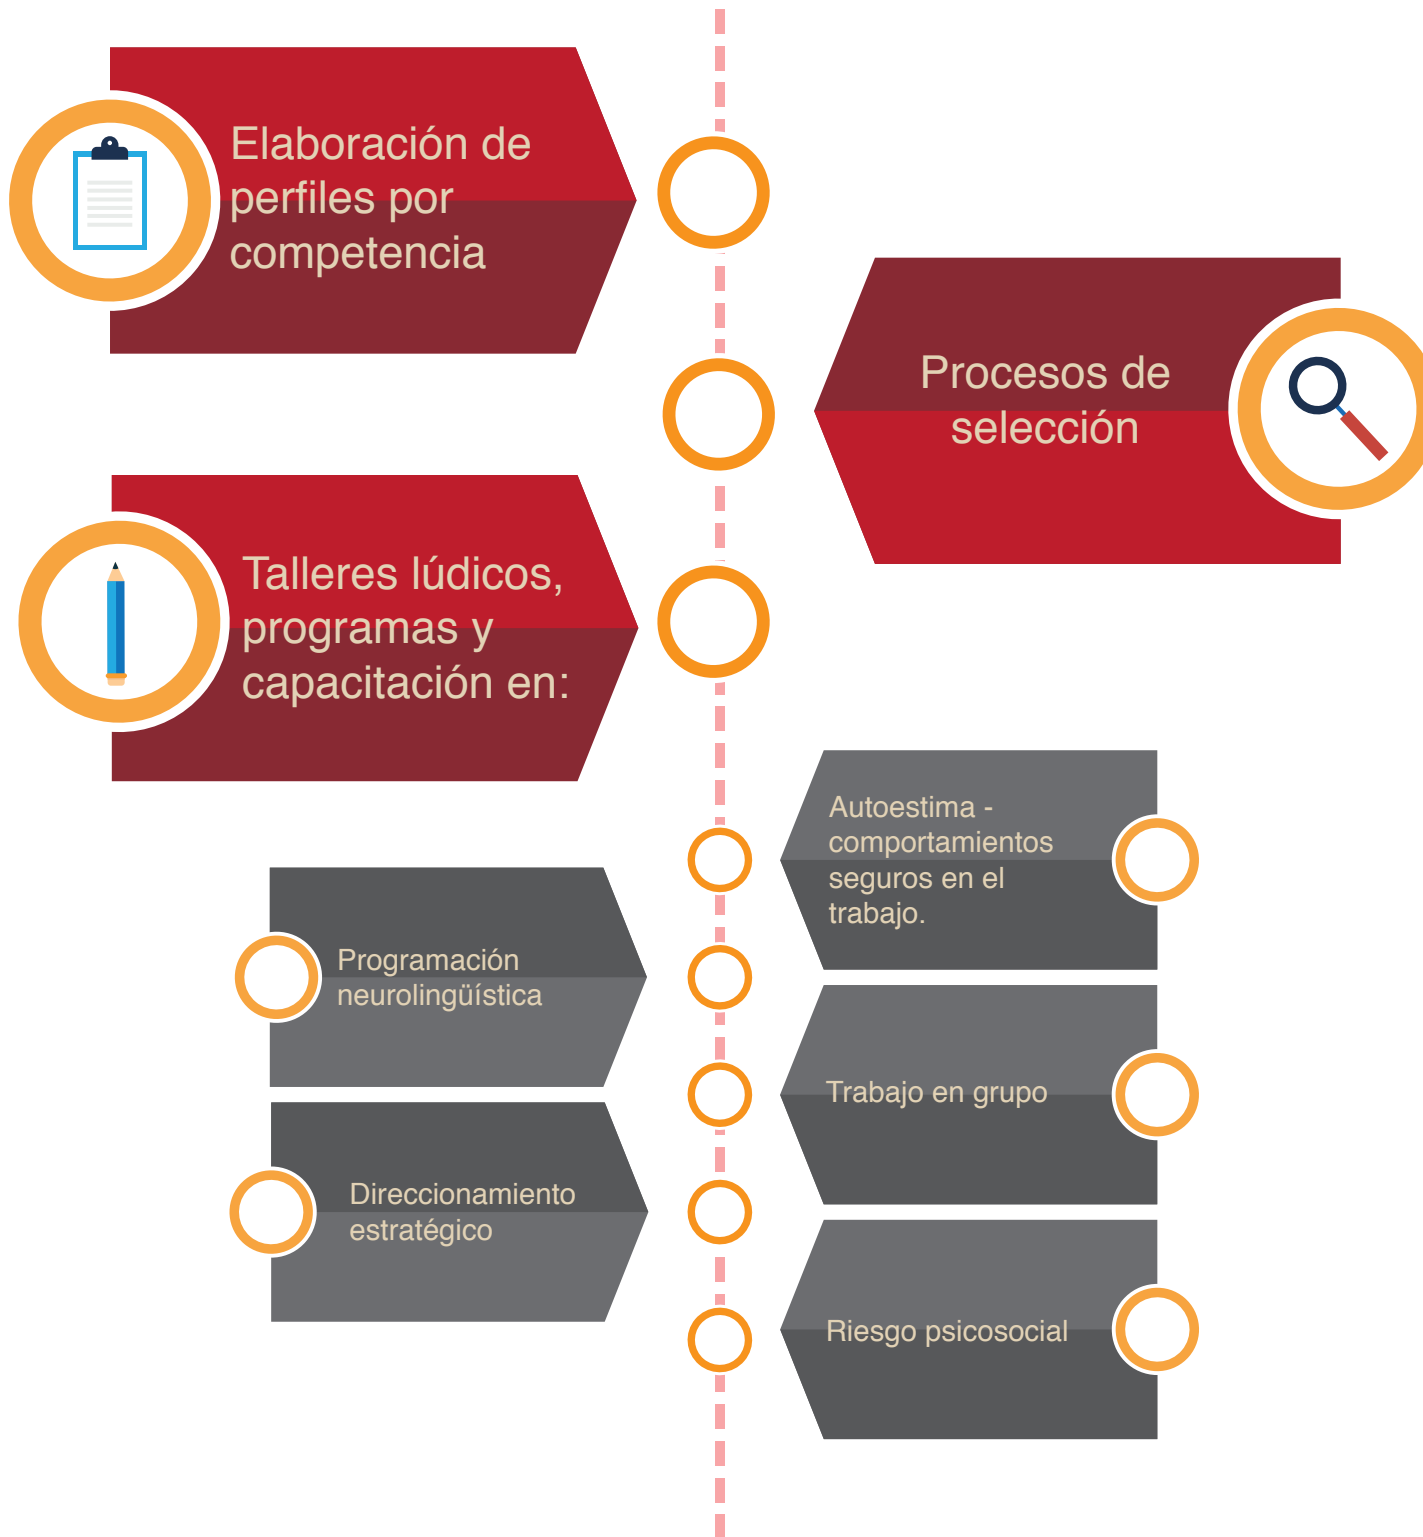 Elaboración de
perfiles por
competencia
Procesos de
selección
Talleres lúdicos,
programas y
capacitación en:
Autoestima -
comportamientos
seguros en el
trabajo.
Programación
neurolingüística
Trabajo en grupo
Direccionamiento
estratégico
Riesgo psicosocial